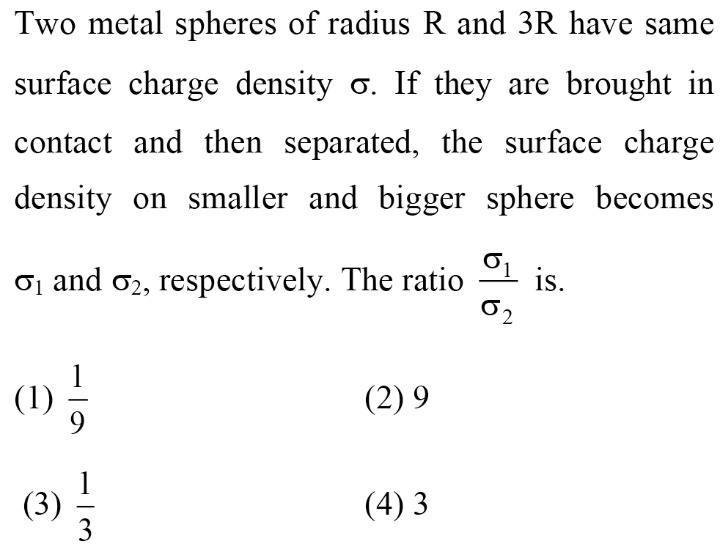 Two metal spheres of radius R and 3R have same
surface charge density σ. If they are brought in
contact and then separated, the surface charge
density on smaller and bigger sphere becomes
σ₁ and σ₂, respectively. The ratio σ₁/σ₂ is.
(1) 1/9 (2) 9
(3) 1/3 (4) 3